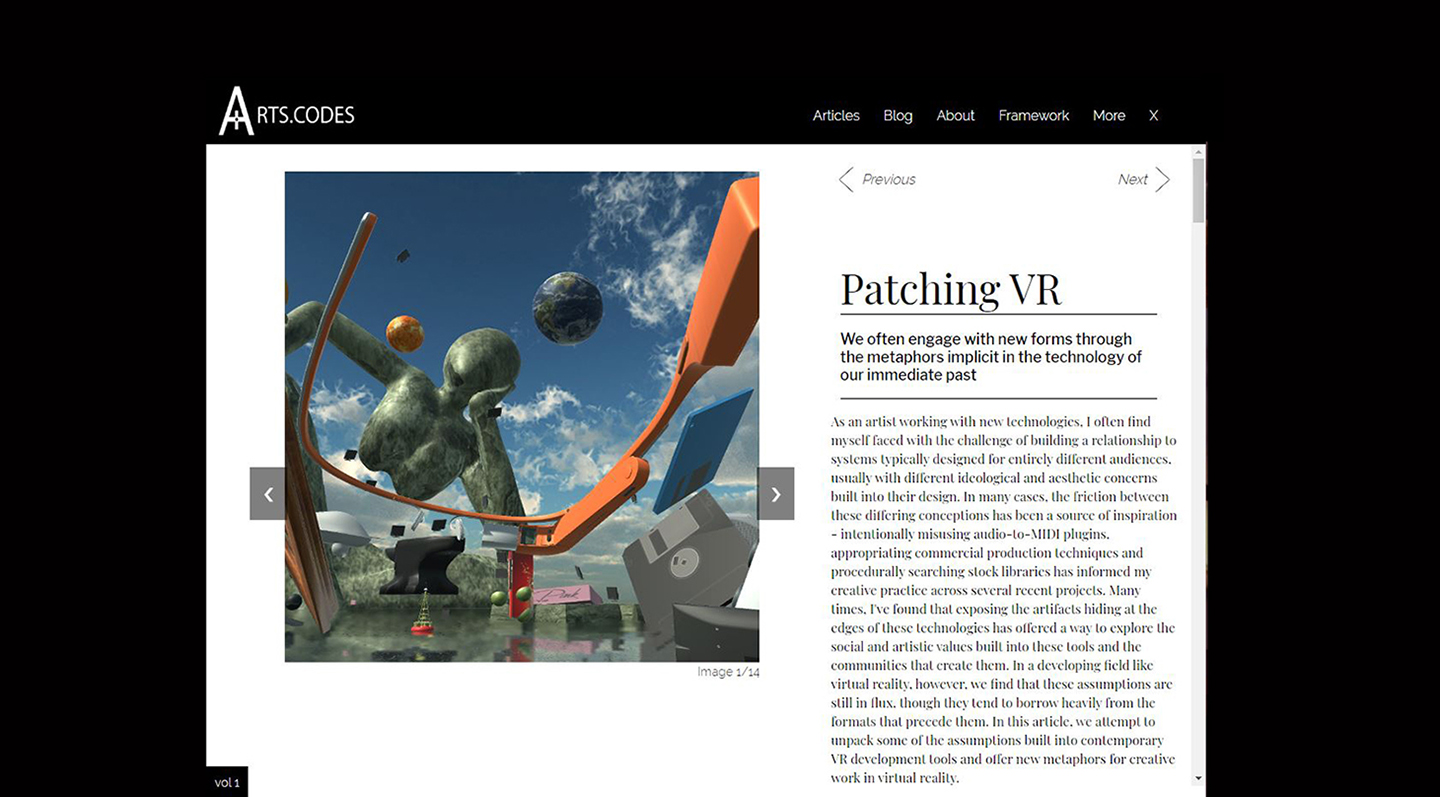 ARTS.CODES
Articles Blog About Framework More X
Previous Next
Patching VR
We often engage with new forms through
the metaphors implicit in the technology of
our immediate past
As an artist working with new technologies, I often find
myself faced with the challenge of building a relationship to
systems typically designed for entirely different audiences,
usually with different ideological and aesthetic concerns
built into their design. In many cases, the friction between
these differing conceptions has been a source of inspiration
- intentionally misusing audio-to-MIDI plugins,
appropriating commercial production techniques and
procedurally searching stock libraries has informed my
creative practice across several recent projects. Many
times, I've found that exposing the artifacts hiding at the
edges of these technologies has offered a way to explore the
social and artistic values built into these tools and the
communities that create them. In a developing field like
virtual reality, however, we find that these assumptions are
still in flux, though they tend to borrow heavily from the
formats that precede them. In this article, we attempt to
unpack some of the assumptions built into contemporary
VR development tools and offer new metaphors for creative
work in virtual reality.
Pink
Image 1/14
vol 1